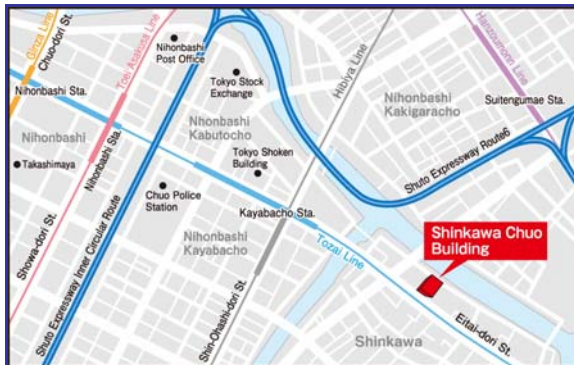 Ginza Line
Chuo-dori St.
Toei Asakusa Line
Nihonbashi
Post Office
Tokyo Stock
Exchange
Hibiya Line
Hanzoumonn Line
Nihonbashi Sta.
Nihonbashi
Kakigaracho
Suitengumae Sta.
Nihonbashi
Nhonbashi
Kabutocho
Nihonbashi Sta.
Takashimaya
Tokyo Shoken
Building
Shuto Expressway Route6
Chuo Police
Station
Kayabacho Sta.
Showa-dori St.
Shuto Expressway Inner Circular Route
Nihonbashi
Kayabacho
Tozai Line
Shinkawa Chuo
Building
Shin-Ohashi-dori St.
Eitai-dori St.
Shinkawa